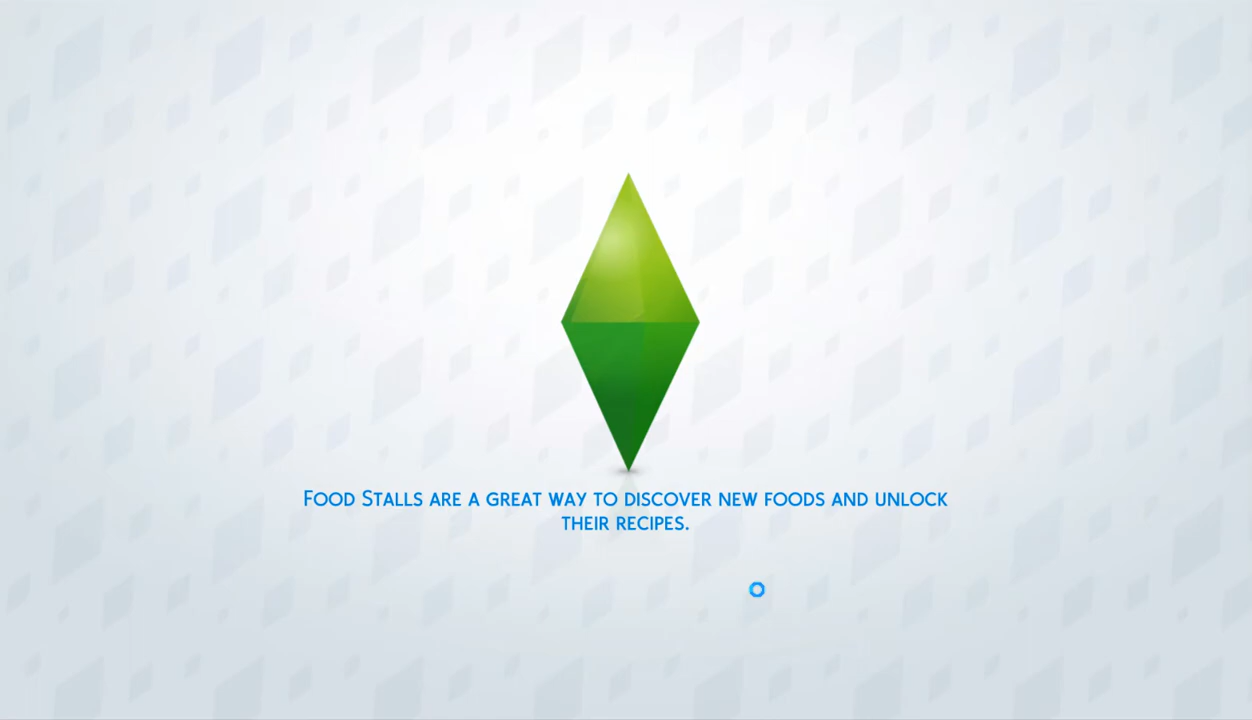 Food Stalls are a great way to discover new foods and unlock
their recipes.